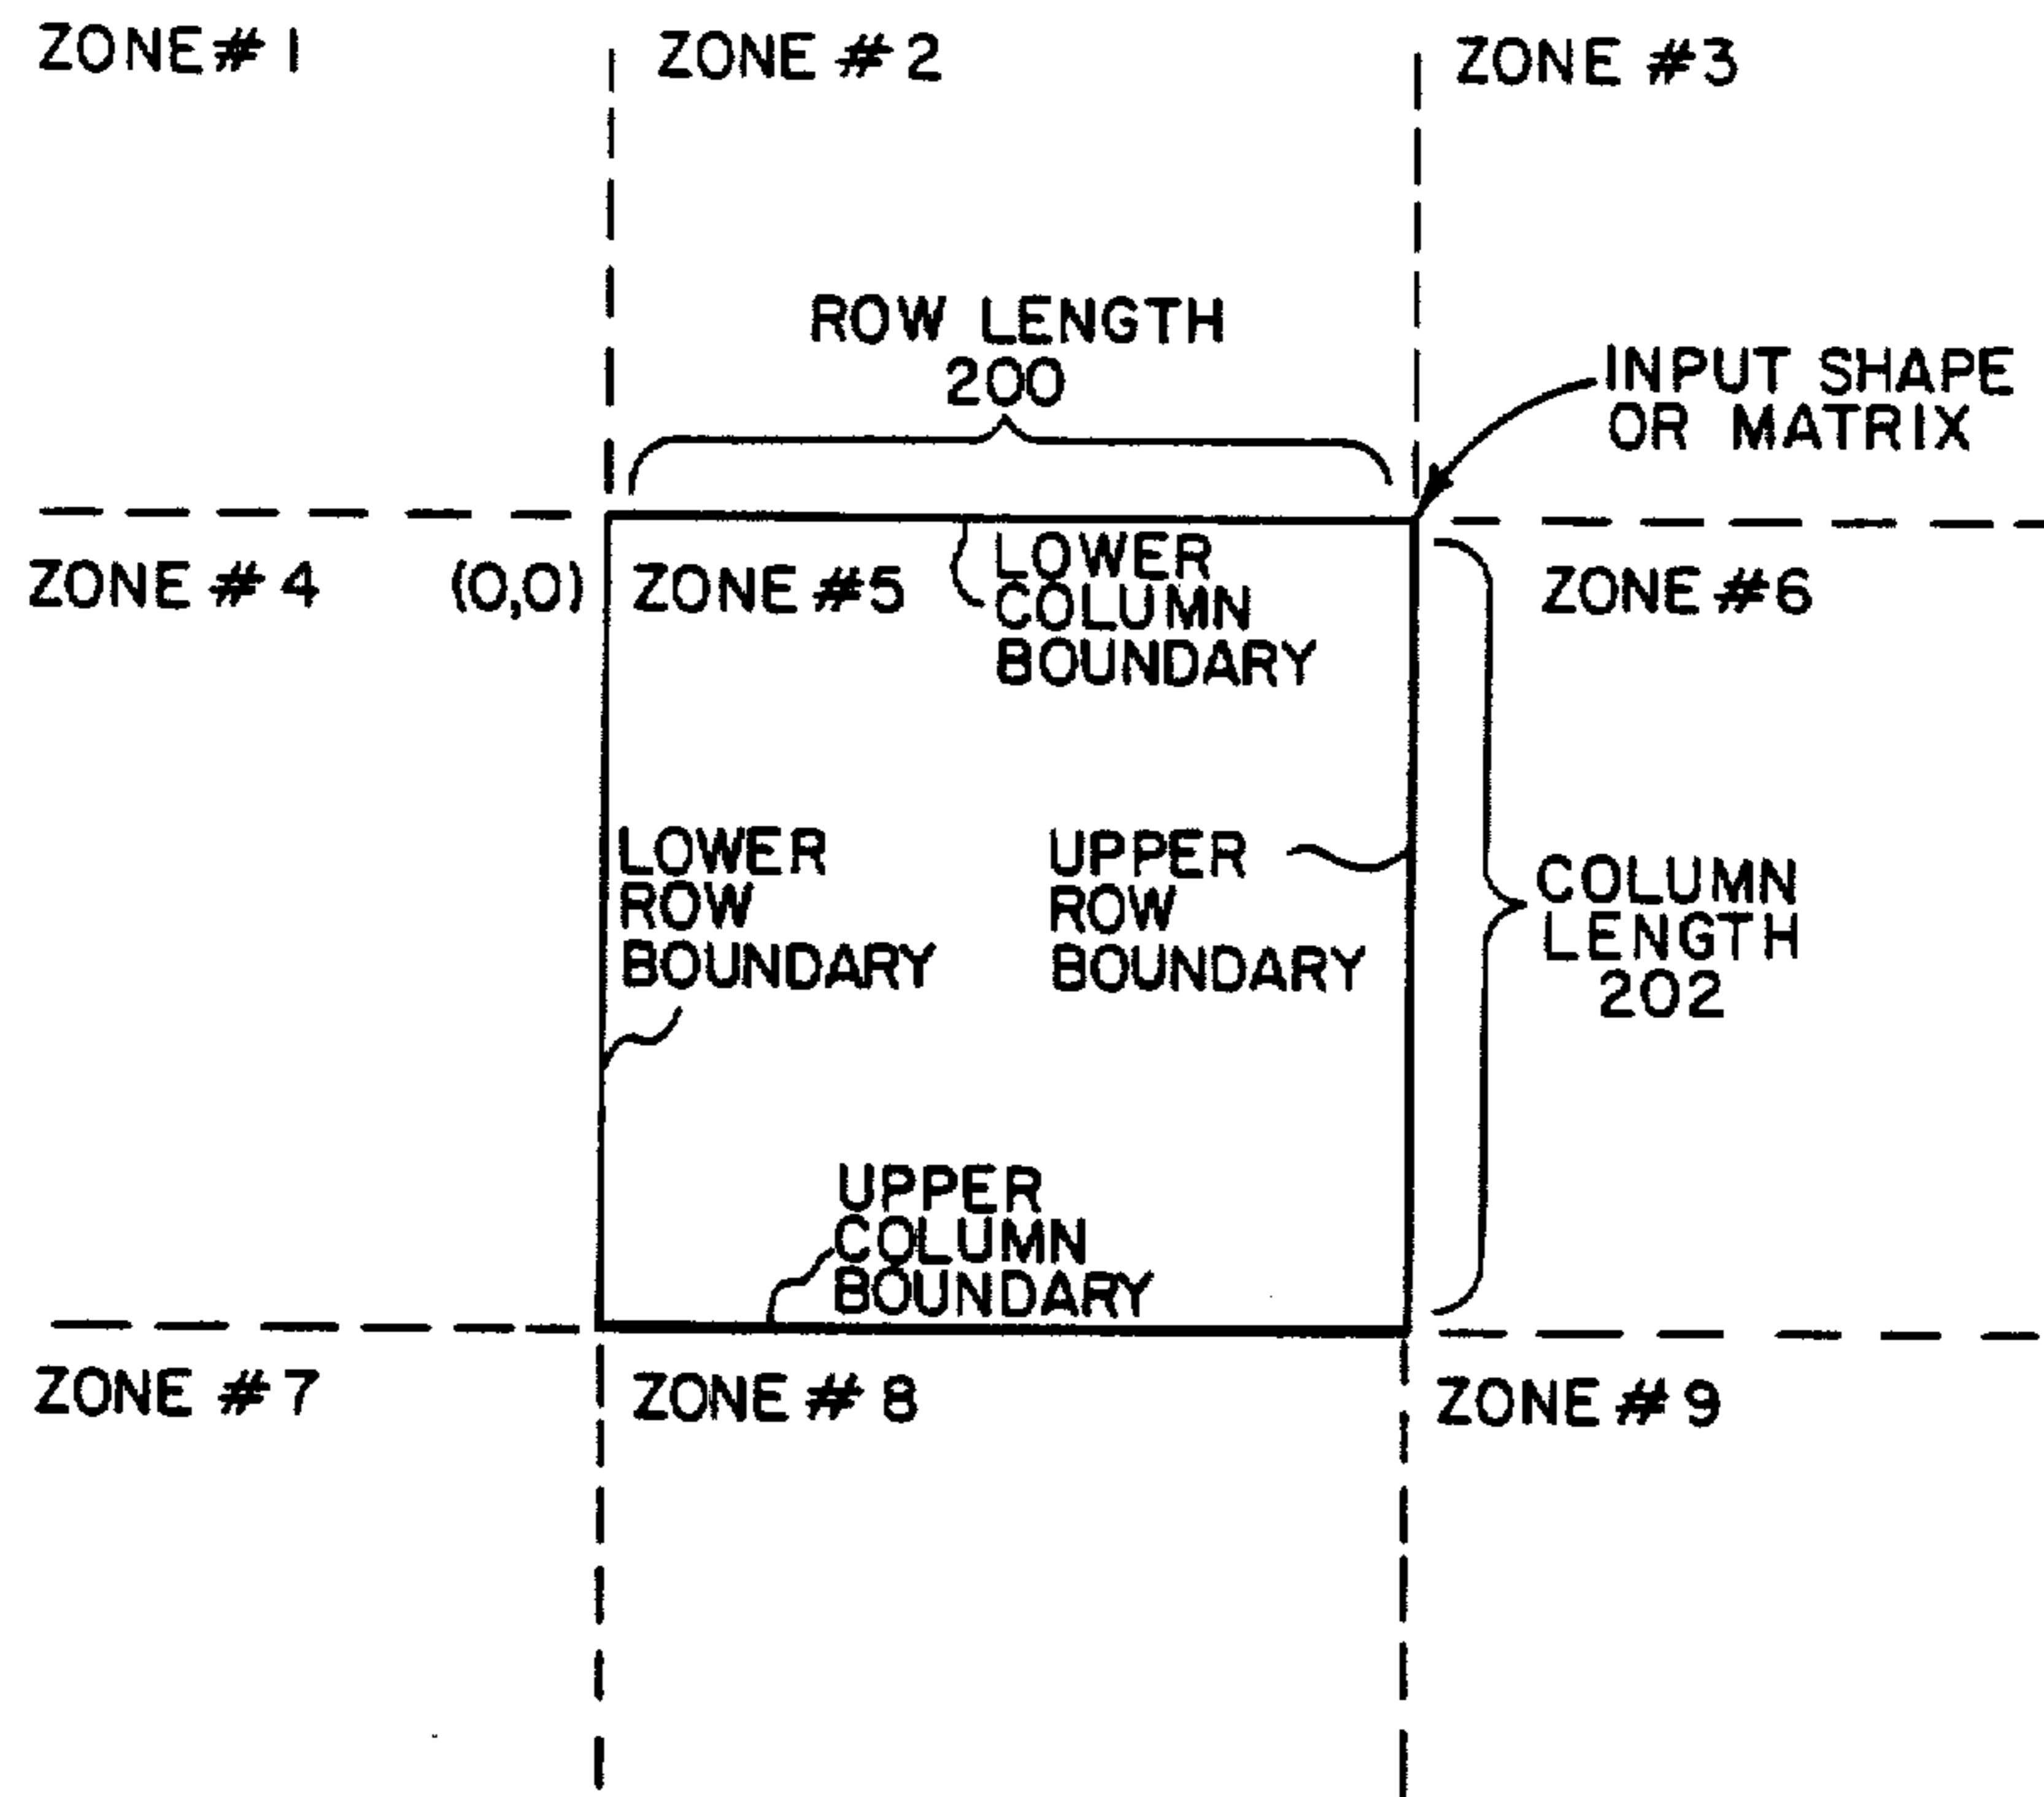 ZONE # 1
ZONE # 2
ZONE #3
ROW LENGTH
200
INPUT SHAPE
OR MATRIX
ZONE # 4
(0,0)
ZONE #5
LOWER
COLUMN
BOUNDARY
ZONE #6
LOWER
ROW
BOUNDARY
UPPER
ROW
BOUNDARY
COLUMN
LENGTH
202
UPPER
COLUMN
BOUNDARY
ZONE # 7
ZONE # 8
ZONE # 9